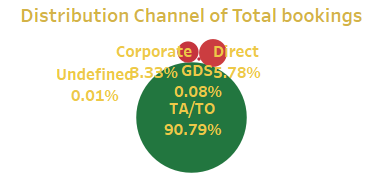 Distribution Channel of Total bookings
Corporate
3.33%
Direct
5.78%
GDS
0.08%
Undefined
0.01%
TA/TO
90.79%